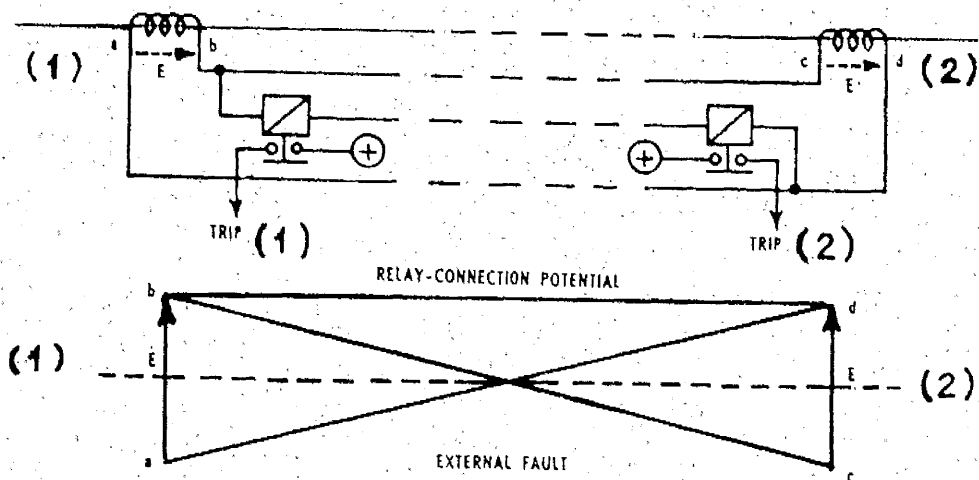 a b c d
(1) E E (2)
+ +
TRIP (1) TRIP (2)
RELAY-CONNECTION POTENTIAL
b d
(1) E E (2)
a EXTERNAL FAULT c